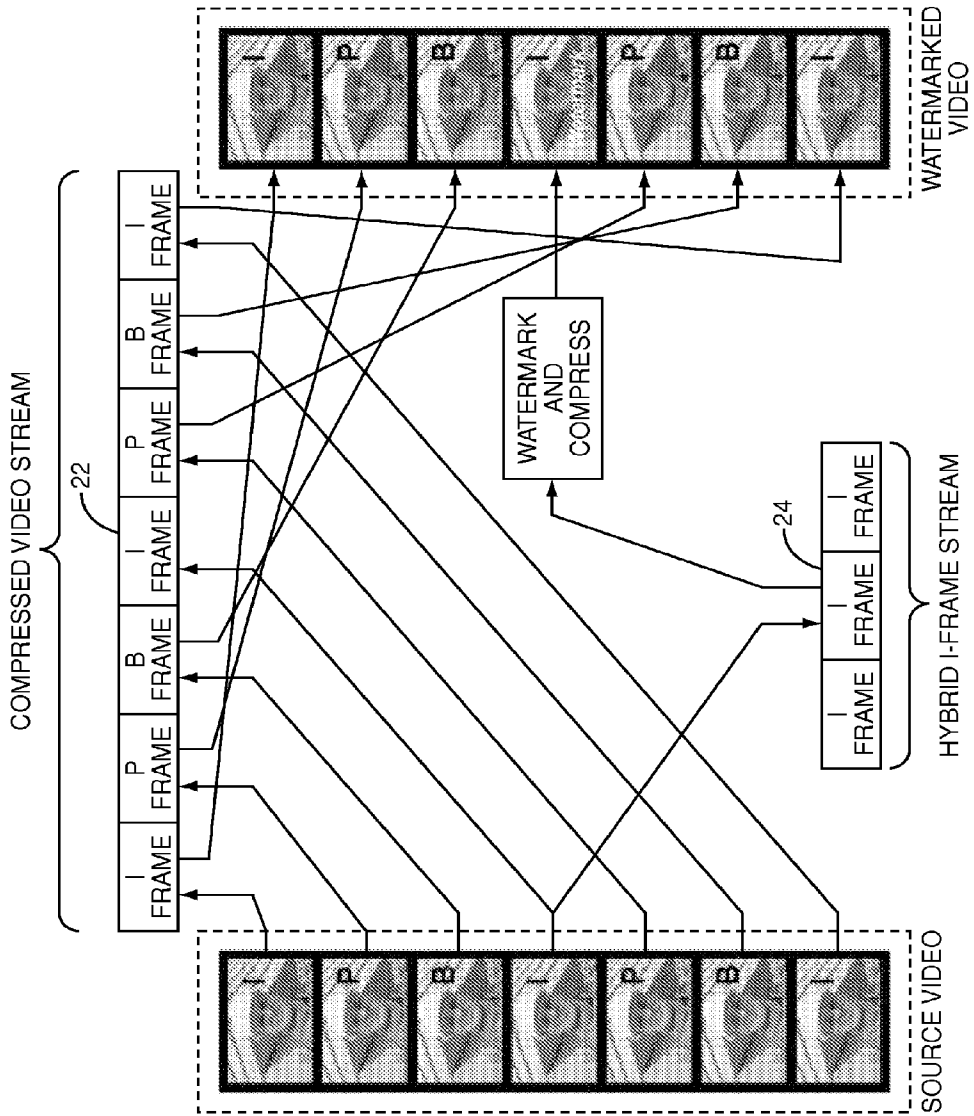 COMPRESSED VIDEO STREAM
22
I
FRAME
P
FRAME
B
FRAME
I
FRAME
P
FRAME
B
FRAME
I
FRAME
I
P
B
I
P
B
I
SOURCE VIDEO
WATERMARK
AND
COMPRESS
24
I
FRAME
I
FRAME
I
FRAME
HYBRID I-FRAME STREAM
I
P
B
I
P
B
I
WATERMARKED
VIDEO